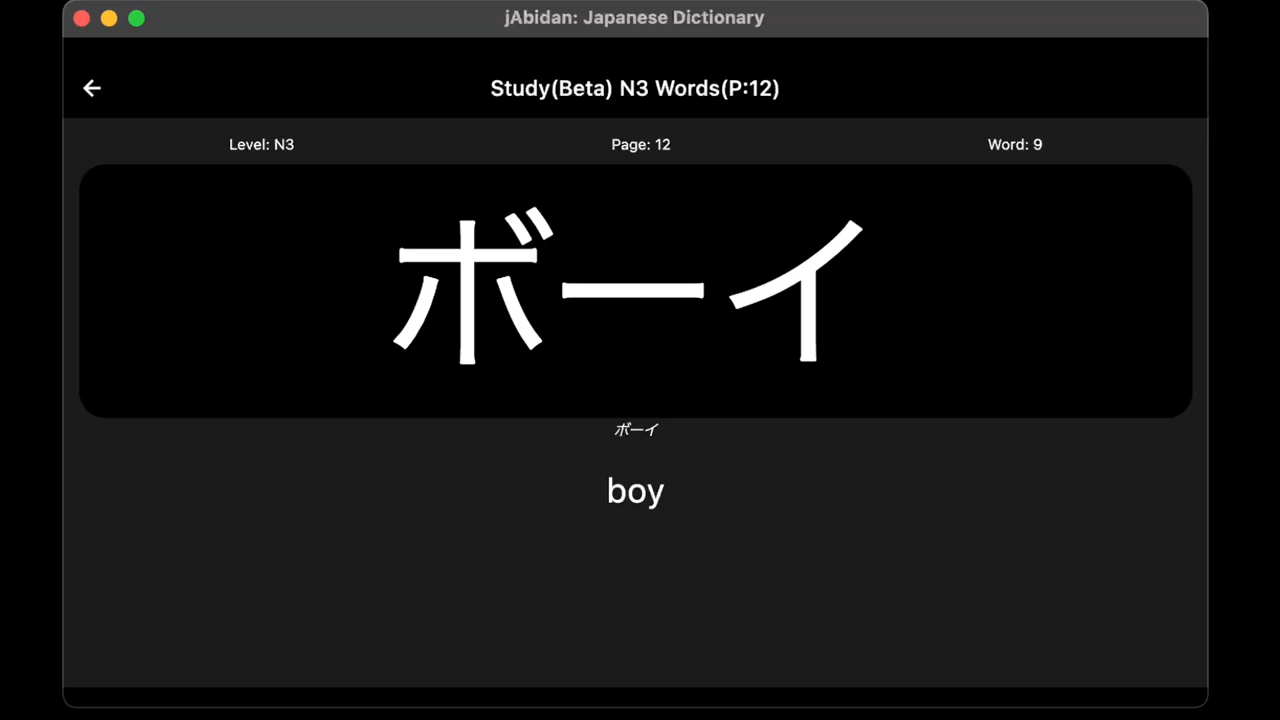 jAbidan: Japanese Dictionary
Study(Beta) N3 Words(P:12)
Level: N3
Page: 12
Word: 9
ボーイ
ボーイ
boy